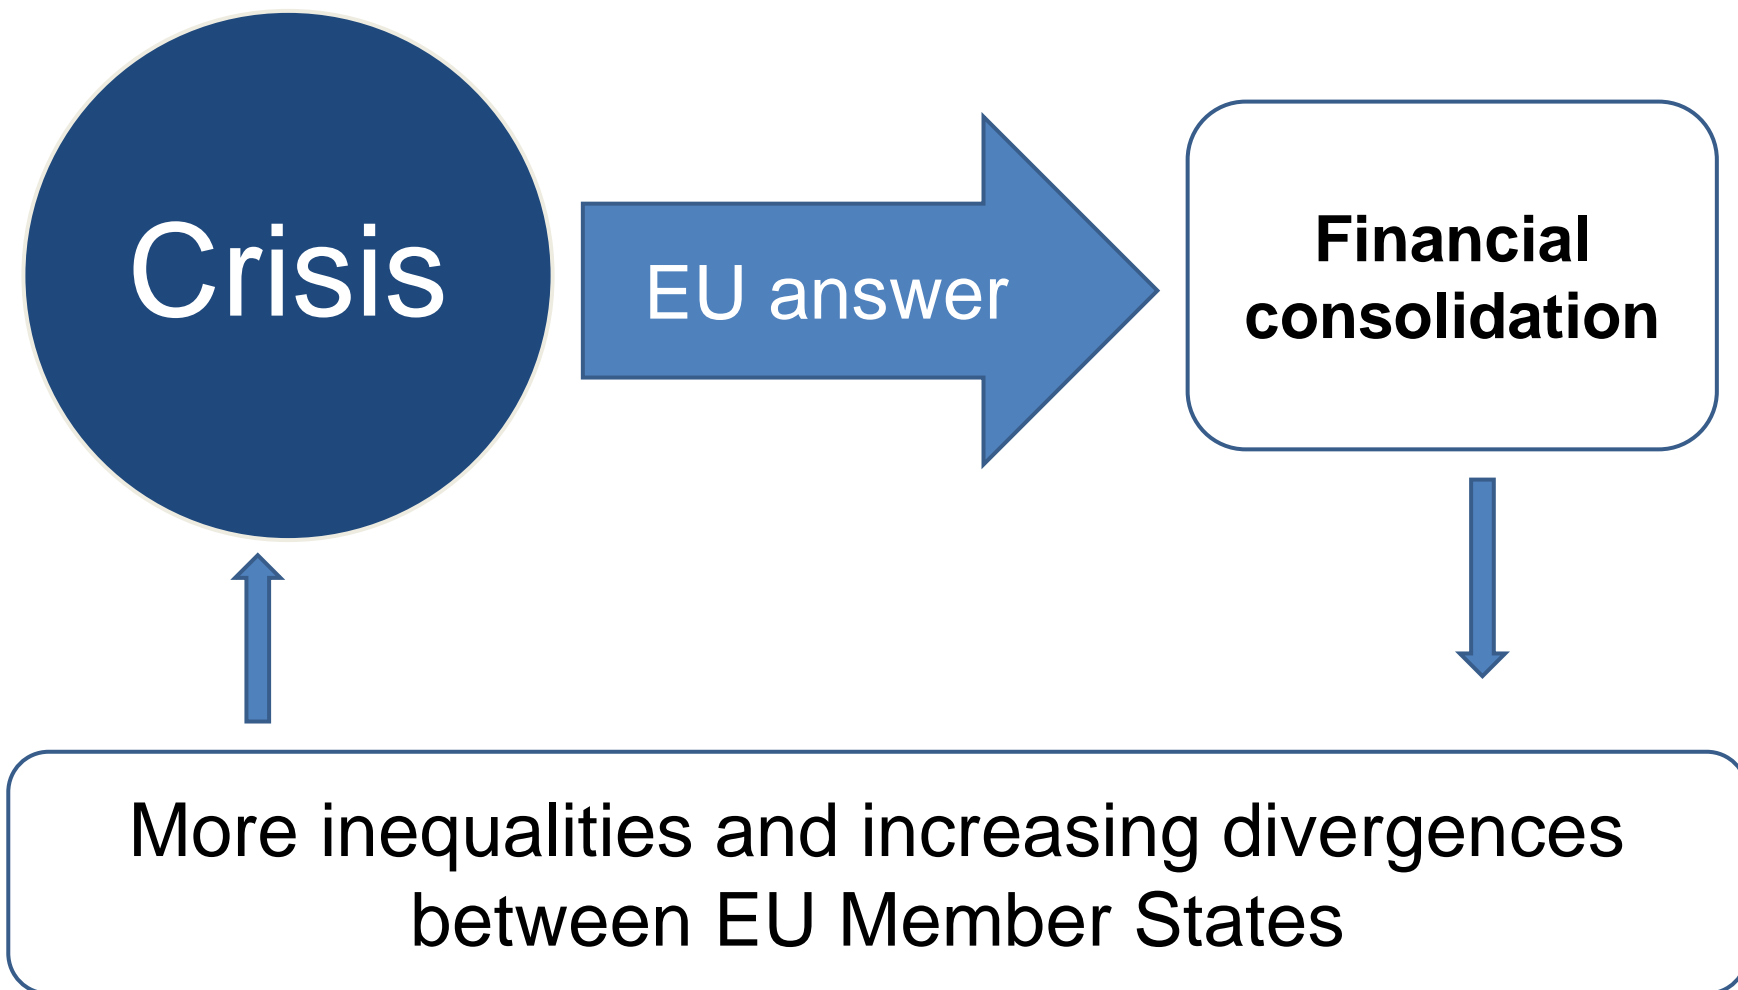 Crisis
EU answer
Financial
consolidation
More inequalities and increasing divergences
between EU Member States